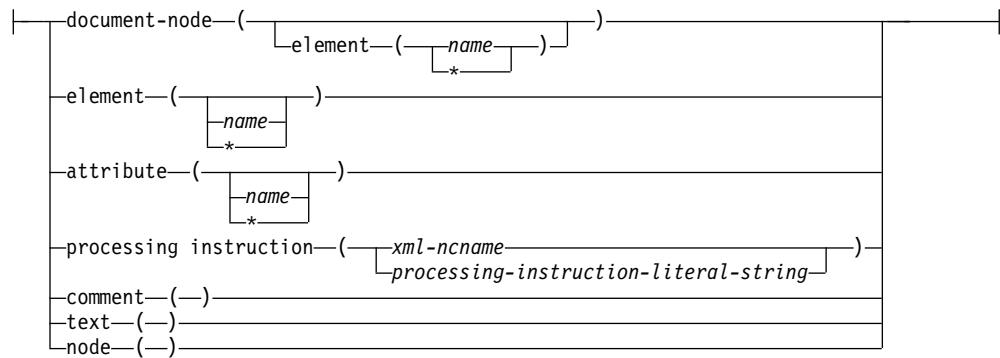 document-node ( )
element ( name )
*
element ( )
name
*
attribute ( )
name
*
processing instruction ( xml-ncname )
processing-instruction-literal-string
comment ( )
text ( )
node ( )